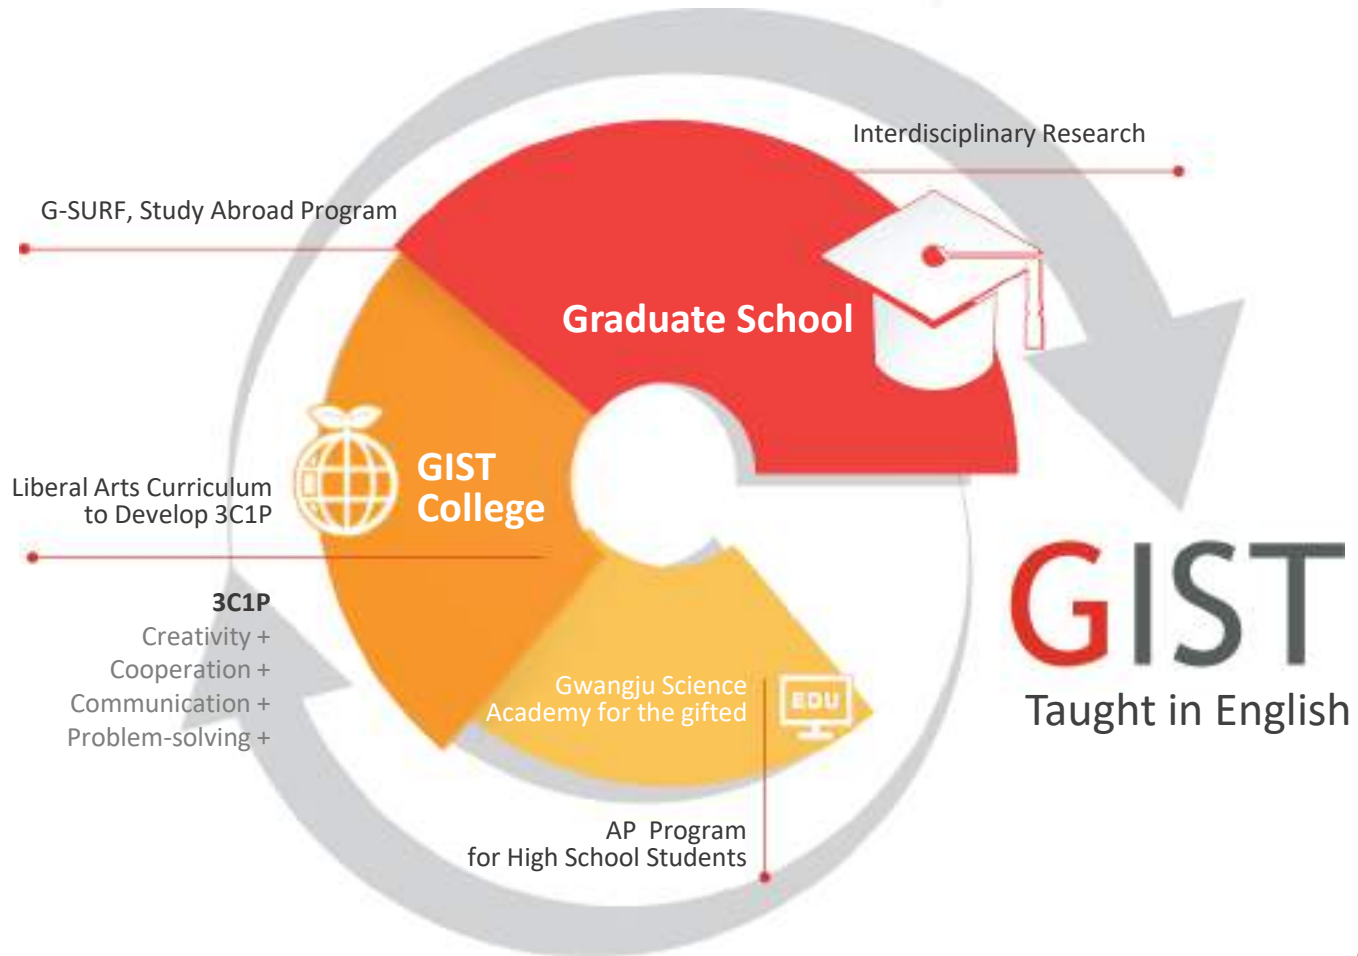 Interdisciplinary Research
G-SURF, Study Abroad Program
Graduate School
GIST
College
Liberal Arts Curriculum
to Develop 3C1P
3C1P
Creativity +
Cooperation +
Communication +
Problem-solving +
Gwangju Science
Academy for the gifted
EDU
AP Program
for High School Students
GIST
Taught in English